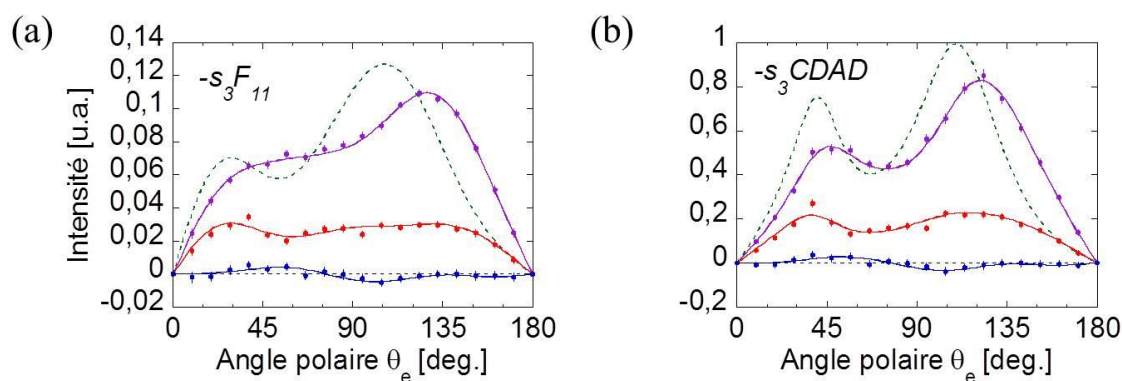 (a)
-s₃F₁₁
Intensité [u.a.]
0,14
0,12
0,1
0,08
0,06
0,04
0,02
0
-0,02
0 45 90 135 180
Angle polaire θₑ [deg.]
(b)
-s₃CDAD
1
0,8
0,6
0,4
0,2
0
-0,2
0 45 90 135 180
Angle polaire θₑ [deg.]